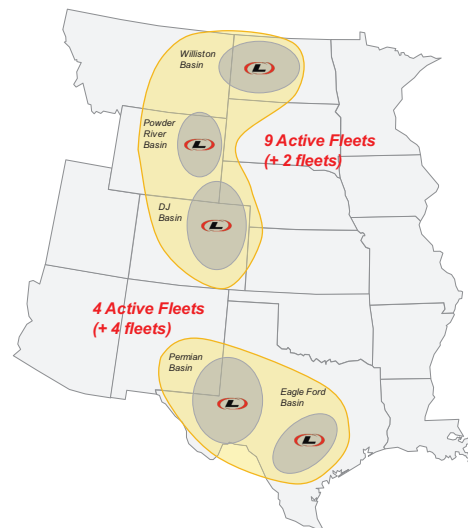 Williston
Basin
L
Powder
River
Basin
L
9 Active Fleets
(+ 2 fleets)
DJ
Basin
L
4 Active Fleets
(+ 4 fleets)
Permian
Basin
L
Eagle Ford
Basin
L